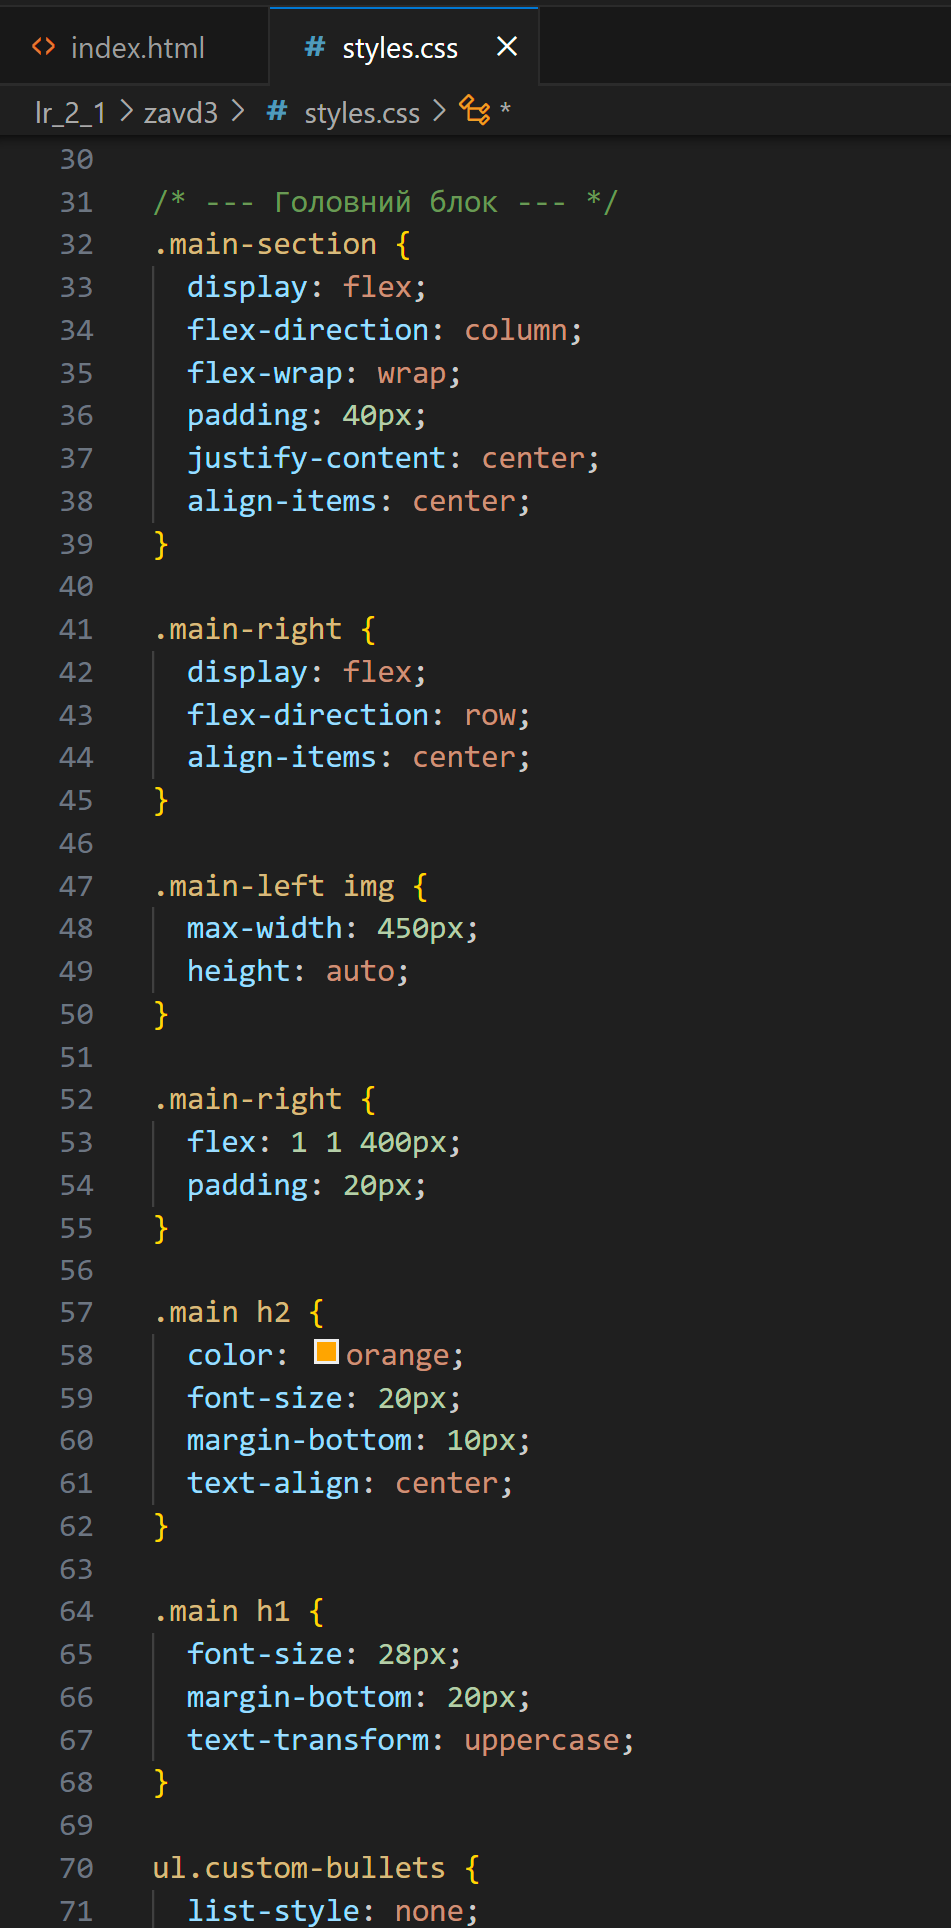 index.html
# styles.css ×
lr_2_1 > zavd3 > # styles.css > *
30
31 /* --- Головний блок --- */
32 .main-section {
33   display: flex;
34   flex-direction: column;
35   flex-wrap: wrap;
36   padding: 40px;
37   justify-content: center;
38   align-items: center;
39 }
40
41 .main-right {
42   display: flex;
43   flex-direction: row;
44   align-items: center;
45 }
46
47 .main-left img {
48   max-width: 450px;
49   height: auto;
50 }
51
52 .main-right {
53   flex: 1 1 400px;
54   padding: 20px;
55 }
56
57 .main h2 {
58   color: orange;
59   font-size: 20px;
60   margin-bottom: 10px;
61   text-align: center;
62 }
63
64 .main h1 {
65   font-size: 28px;
66   margin-bottom: 20px;
67   text-transform: uppercase;
68 }
69
70 ul.custom-bullets {
71   list-style: none;